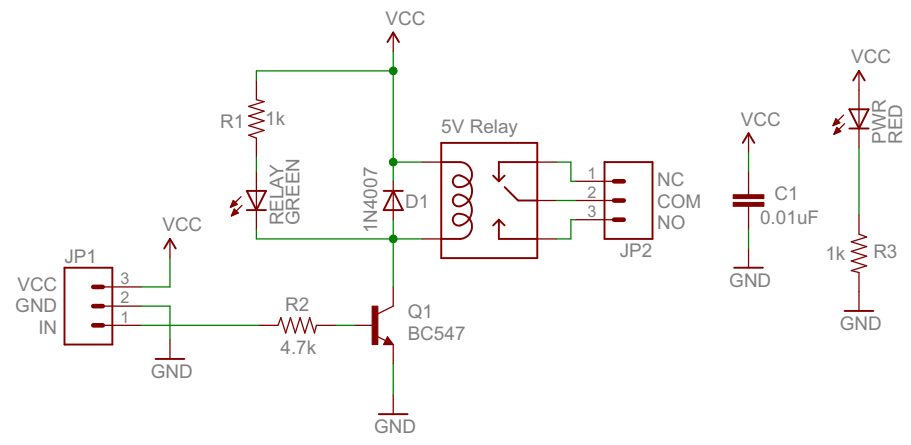 VCC
R1
1k
RELAY
GREEN
1N4007
D1
5V Relay
1
2
3
NC
COM
NO
JP2
VCC
C1
0.01uF
GND
VCC
PWR
RED
1k
R3
GND
VCC
JP1
VCC
GND
IN
3
2
1
GND
R2
4.7k
Q1
BC547
GND